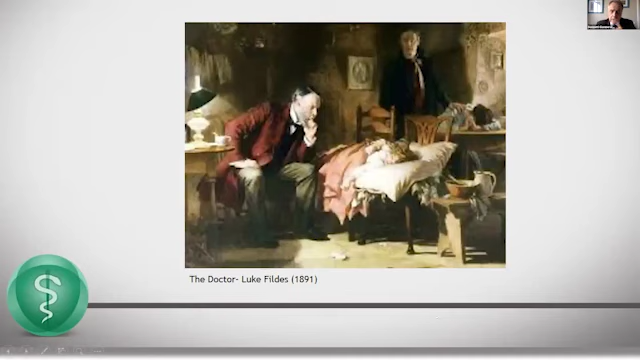 The Doctor- Luke Fildes (1891)